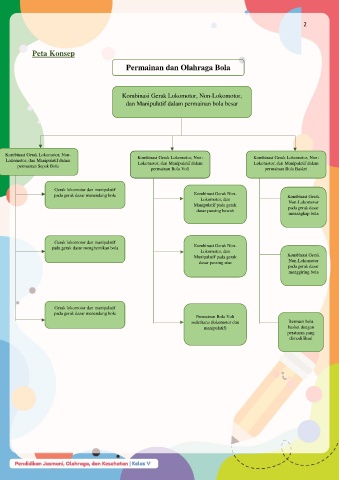 2
Peta Konsep
Permainan dan Olahraga Bola
Kombinasi Gerak Lokomotor, Non-Lokomotor,
dan Manipulatif dalam permainan bola besar
Kombinasi Gerak Lokomotor, Non-
Lokomotor, dan Manipulatif dalam
permainan Sepak Bola
Gerak lokomotor dan manipulatif
pada gerak dasar menendang bola
Gerak lokomotor dan manipulatif
pada gerak dasar menghentikan bola
Gerak lokomotor dan manipulatif
pada gerak dasar menendang bola
Kombinasi Gerak Lokomotor, Non-
Lokomotor, dan Manipulatif dalam
permainan Bola Voli
Kombinasi Gerak Non-
Lokomotor, dan
Manipulatif pada gerak
dasar passing bawah
Kombinasi Gerak Non-
Lokomotor, dan
Manipulatif pada gerak
dasar passing atas
Permainan Bola Voli
sederhana (lokomotor dan
manipulatif)
Kombinasi Gerak Lokomotor, Non-
Lokomotor, dan Manipulatif dalam
permainan Bola Basket
Kombinasi Gerak
Non-Lokomotor
pada gerak dasar
menangkap bola
Kombinasi Gerak
Non-Lokomotor
pada gerak dasar
menggiring bola
Bermain bola
basket dengan
peraturan yang
dimodifikasi
Pendidikan Jasmani, Olahraga, dan Kesehatan | Kelas V